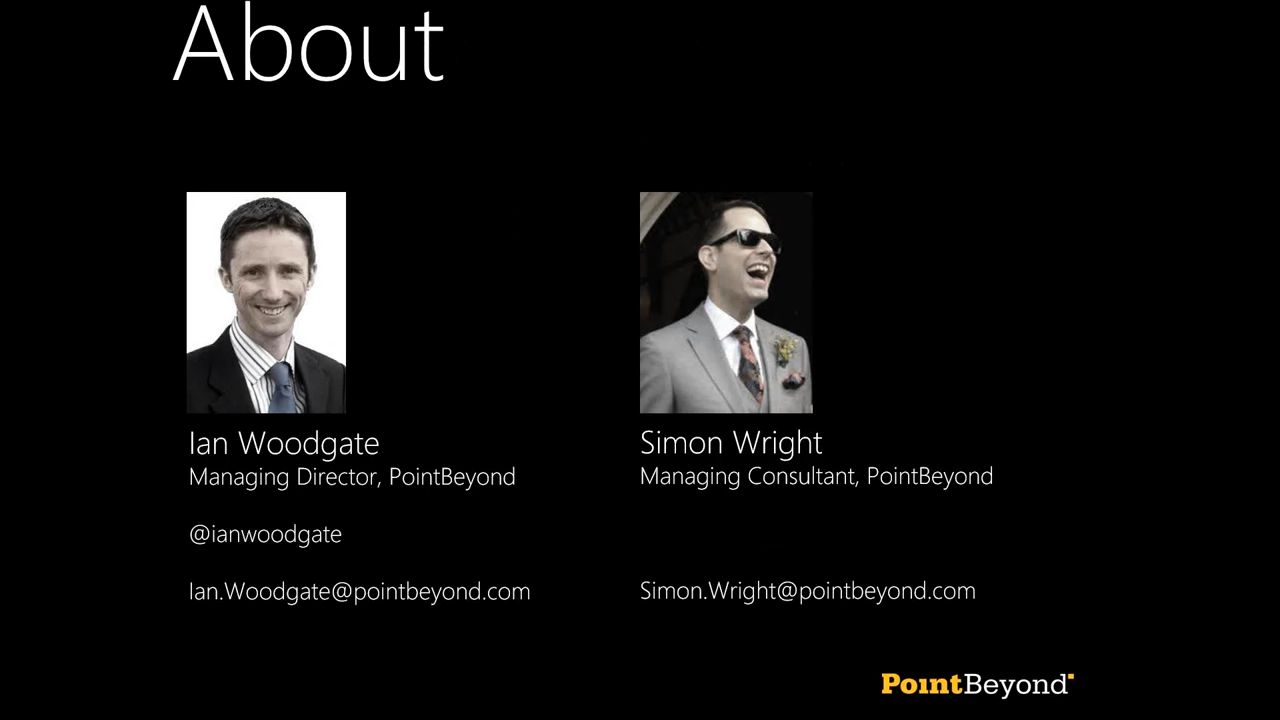 About
Ian Woodgate
Managing Director, PointBeyond
@ianwoodgate
Ian.Woodgate@pointbeyond.com
Simon Wright
Managing Consultant, PointBeyond
Simon.Wright@pointbeyond.com
PointBeyond